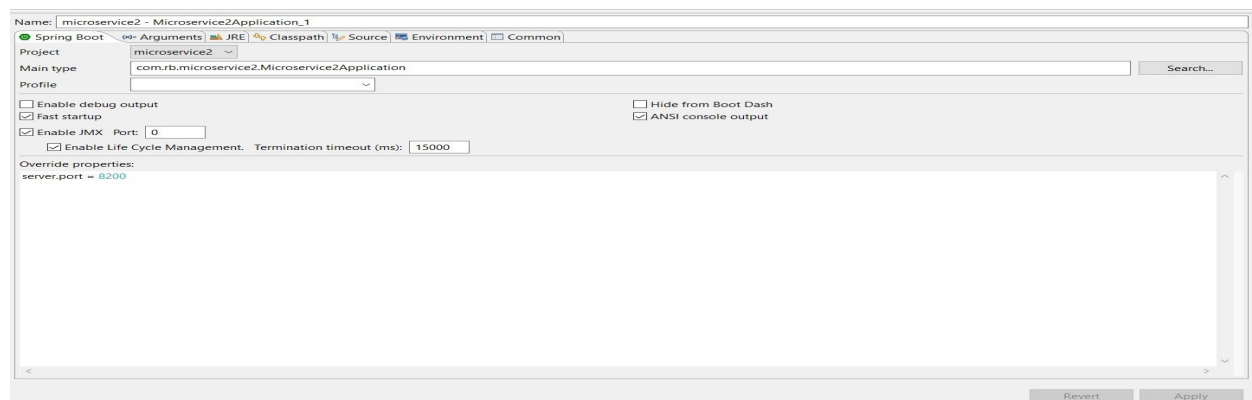 Name: microservice2 - Microservice2Application_1
Spring Boot (x)= Arguments JRE Classpath Source Environment Common
Project microservice2
Main type com.rb.microservice2.Microservice2Application Search...
Profile
Enable debug output Hide from Boot Dash
Fast startup ANSI console output
Enable JMX Port: 0
Enable Life Cycle Management. Termination timeout (ms): 15000
Override properties:
server.port = 8200
Revert Apply